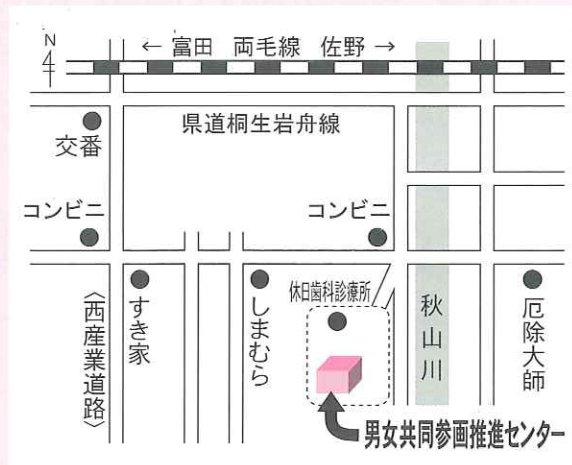 N
← 富田 両毛線 佐野 →
県道桐生岩舟線
交番
コンビニ
コンビニ
〈西産業道路〉
すき家
しまむら
休日歯科診療所
秋山川
厄除大師
男女共同参画推進センター